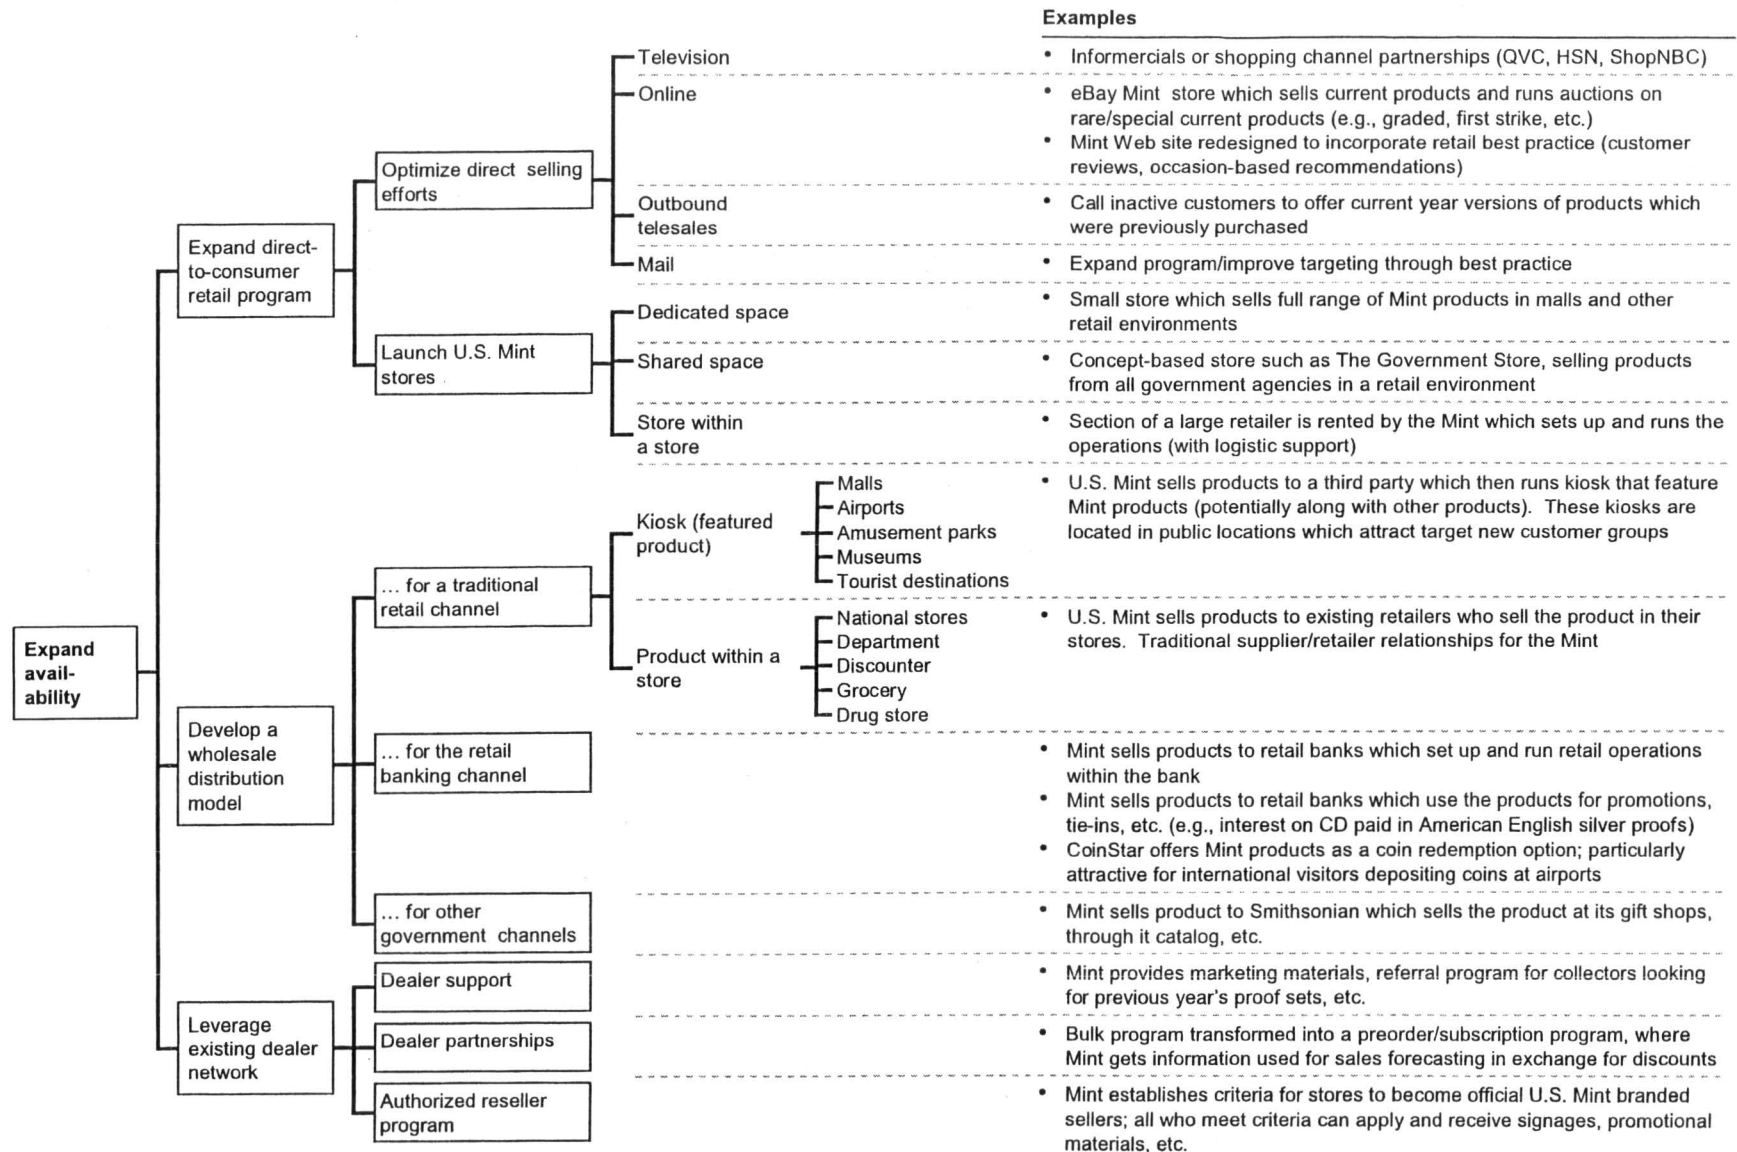 Examples
Television
• Informercials or shopping channel partnerships (QVC, HSN, ShopNBC)
Online
• eBay Mint store which sells current products and runs auctions on
rare/special current products (e.g., graded, first strike, etc.)
• Mint Web site redesigned to incorporate retail best practice (customer
reviews, occasion-based recommendations)
Optimize direct selling
efforts
Outbound
telesales
• Call inactive customers to offer current year versions of products which
were previously purchased
Expand direct-
to-consumer
retail program
Mail
• Expand program/improve targeting through best practice
Dedicated space
• Small store which sells full range of Mint products in malls and other
retail environments
Launch U.S. Mint
stores
Shared space
• Concept-based store such as The Government Store, selling products
from all government agencies in a retail environment
Store within
a store
• Section of a large retailer is rented by the Mint which sets up and runs the
operations (with logistic support)
Kiosk (featured
product)
Malls
Airports
Amusement parks
Museums
Tourist destinations
• U.S. Mint sells products to a third party which then runs kiosk that feature
Mint products (potentially along with other products). These kiosks are
located in public locations which attract target new customer groups
... for a traditional
retail channel
Product within a
store
National stores
Department
Discounter
Grocery
Drug store
• U.S. Mint sells products to existing retailers who sell the product in their
stores. Traditional supplier/retailer relationships for the Mint
Expand
avail-
ability
Develop a
wholesale
distribution
model
... for the retail
banking channel
• Mint sells products to retail banks which set up and run retail operations
within the bank
• Mint sells products to retail banks which use the products for promotions,
tie-ins, etc. (e.g., interest on CD paid in American English silver proofs)
• CoinStar offers Mint products as a coin redemption option; particularly
attractive for international visitors depositing coins at airports
... for other
government channels
• Mint sells product to Smithsonian which sells the product at its gift shops,
through it catalog, etc.
Leverage
existing dealer
network
Dealer support
• Mint provides marketing materials, referral program for collectors looking
for previous year's proof sets, etc.
Dealer partnerships
• Bulk program transformed into a preorder/subscription program, where
Mint gets information used for sales forecasting in exchange for discounts
Authorized reseller
program
• Mint establishes criteria for stores to become official U.S. Mint branded
sellers; all who meet criteria can apply and receive signages, promotional
materials, etc.